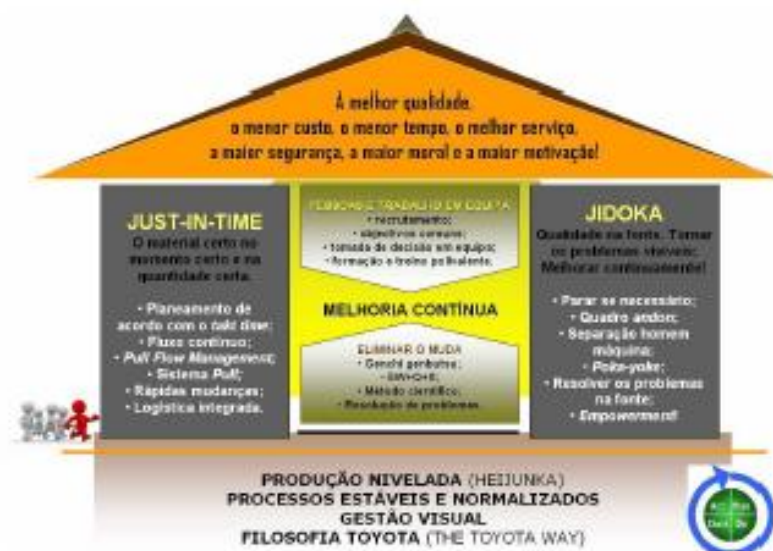 A melhor qualidade,
o menor custo, o menor tempo, o melhor serviço,
a maior segurança, a maior moral e a maior motivação!
JUST-IN-TIME
O material certo no
momento certo e na
quantidade certa.
• Planeamento de
acordo com o takt time;
• Fluxo contínuo;
• Pull Flow Management;
• Sistema Pull;
• Rápidas mudanças;
• Logística integrada.
PESSOAS E TRABALHO EM EQUIPA
• recrutamento;
• objectivos comuns;
• tomada de decisão em equipa;
• formação e treino polivalente.
MELHORIA CONTÍNUA
ELIMINAR O MUDA
• Genchi genbutsu;
• Método científico;
• Resolução de problemas.
JIDOKA
Qualidade na fonte. Tornar
os problemas visíveis;
Melhorar continuamente!
• Parar se necessário;
• Quadro andon;
• Separação homem
máquina;
• Poka-yoke;
• Resolver os problemas
na fonte;
• Empowerment!
PRODUÇÃO NIVELADA (HEIJUNKA)
PROCESSOS ESTÁVEIS E NORMALIZADOS
GESTÃO VISUAL
FILOSOFIA TOYOTA (THE TOYOTA WAY)